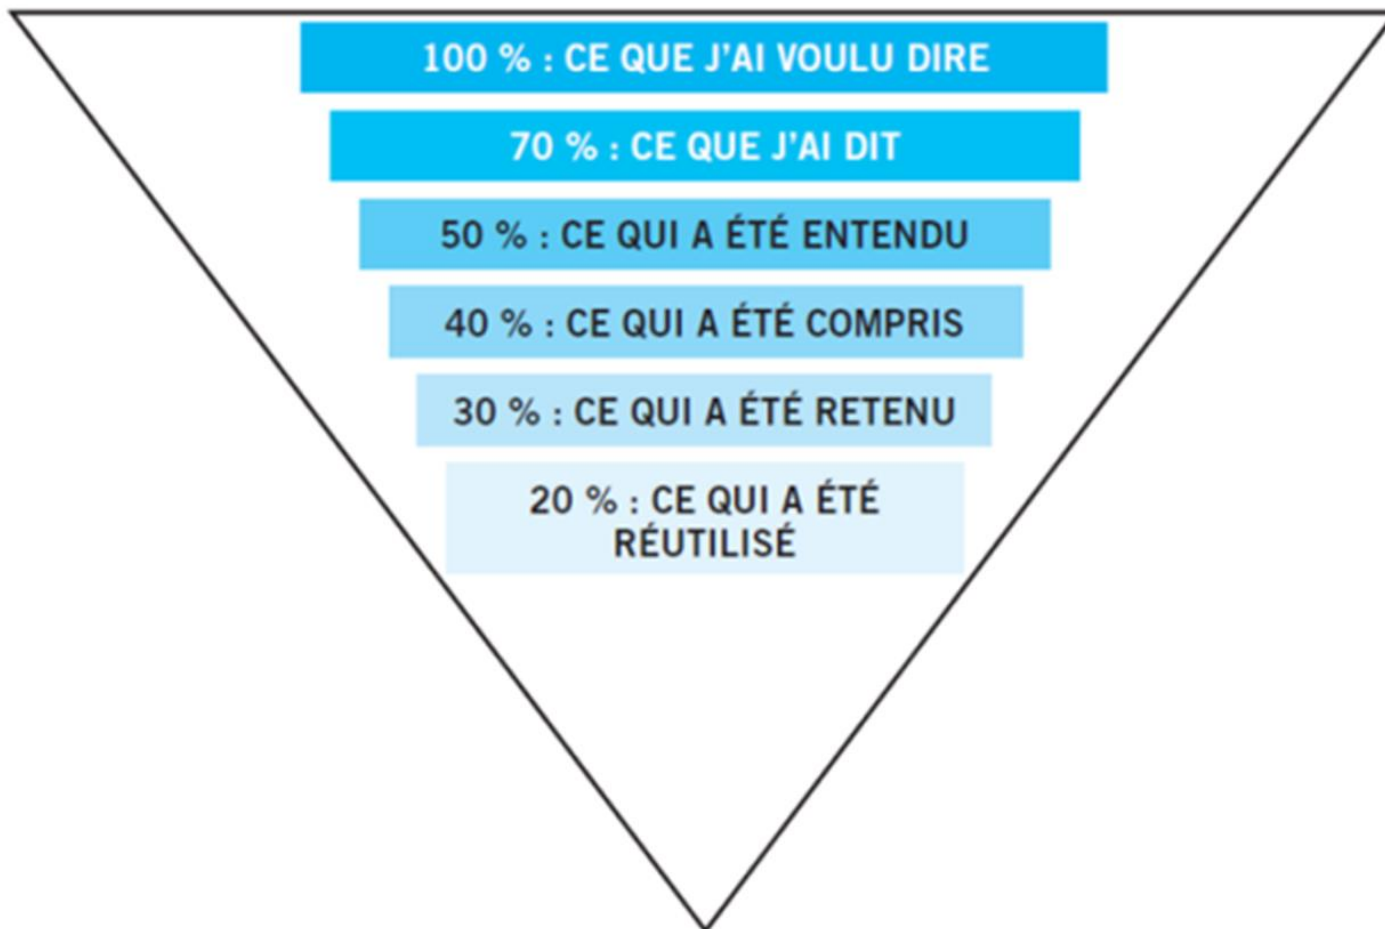 100 % : CE QUE J'AI VOULU DIRE
70 % : CE QUE J'AI DIT
50 % : CE QUI A ÉTÉ ENTENDU
40 % : CE QUI A ÉTÉ COMPRIS
30 % : CE QUI A ÉTÉ RETENU
20 % : CE QUI A ÉTÉ
RÉUTILISÉ